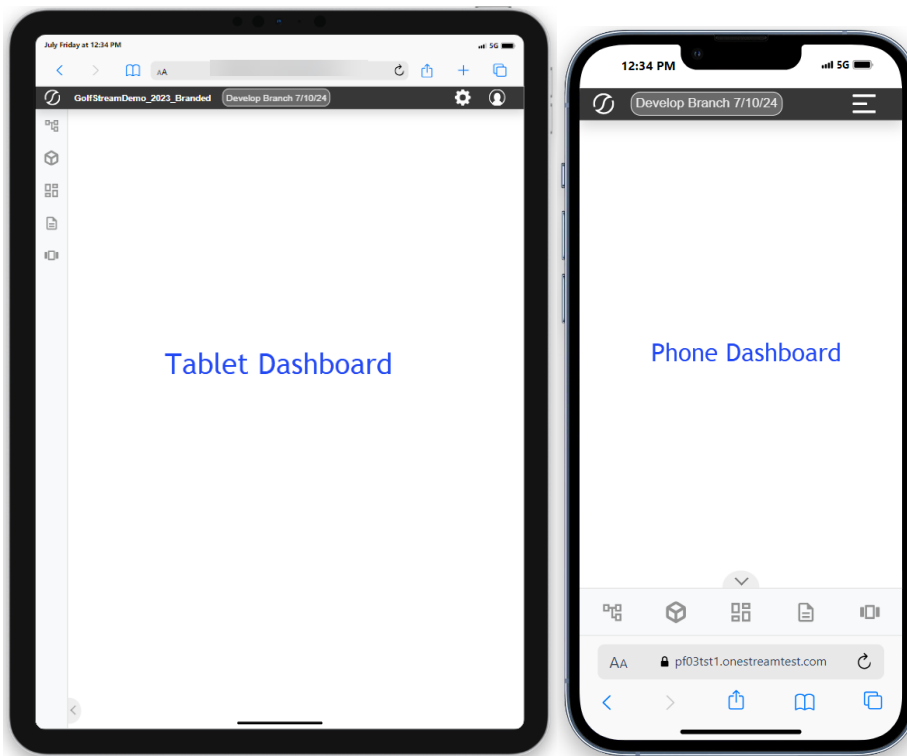 July Friday at 12:34 PM
5G
AA
GolfStreamDemo_2023_Branded
Develop Branch 7/10/24
Tablet Dashboard
12:34 PM
5G
Develop Branch 7/10/24
Phone Dashboard
AA
pf03tst1.onestreamtest.com